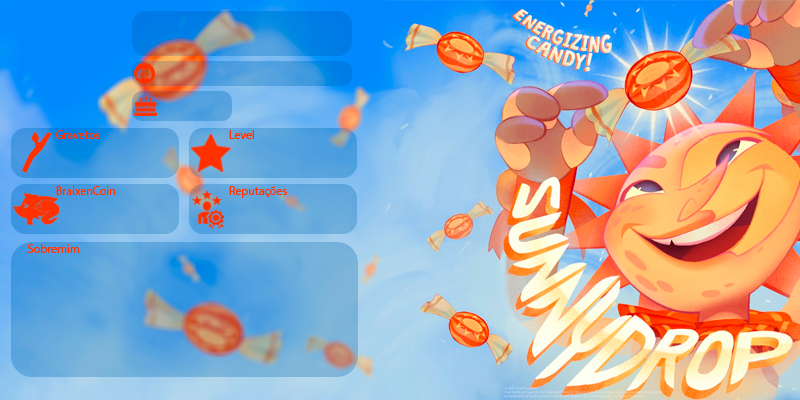 ENERGIZING
CANDY!
Gravetos
Level
BraixenCoin
Reputações
Sobremim
SUNNYDROP